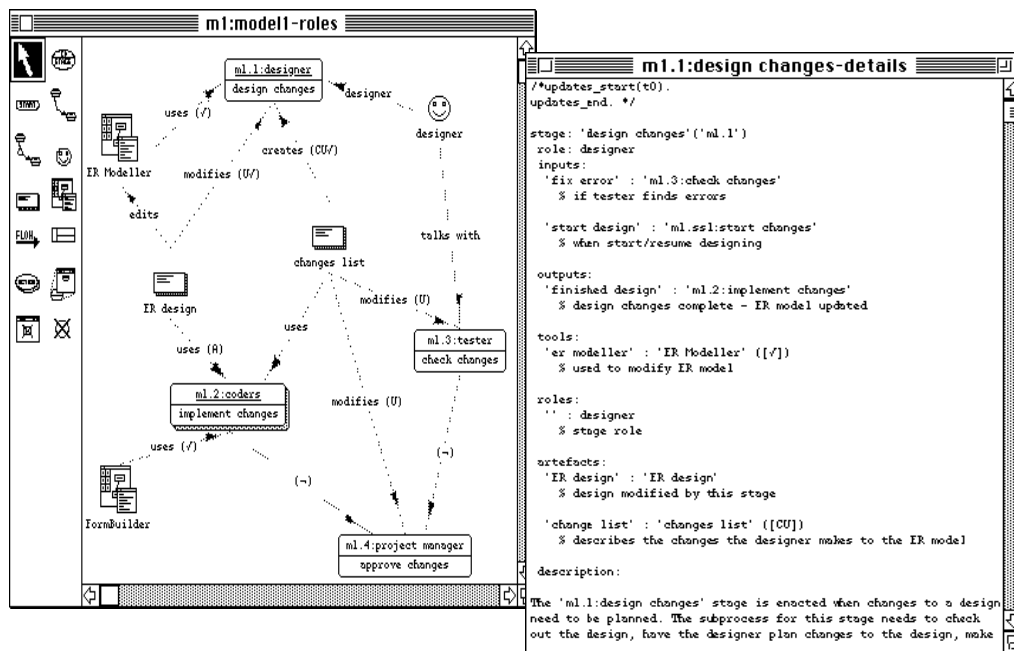 m1:model1-roles
START
FLOW
ACTION
m1.1:designer
design changes
uses (√)
designer
designer
ER Modeller
creates (CU√)
modifies (U√)
edits
talks with
changes list
ER design
modifies (U)
uses
m1.3:tester
check changes
uses (A)
m1.2:coders
implement changes
modifies (U)
uses (√)
(¬)
(¬)
FormBuilder
m1.4:project manager
approve changes
m1.1:design changes-details
/*updates_start(t0).
updates_end. */
stage: 'design changes'('m1.1')
role: designer
inputs:
'fix error' : 'm1.3:check changes'
% if tester finds errors
'start design' : 'm1.ss1:start changes'
% when start/resume designing
outputs:
'finished design' : 'm1.2:implement changes'
% design changes complete - ER model updated
tools:
'er modeller' : 'ER Modeller' ([√])
% used to modify ER model
roles:
'' : designer
% stage role
artefacts:
'ER design' : 'ER design'
% design modified by this stage
'change list' : 'changes list' ([CU])
% describes the changes the designer makes to the ER model
description:
The 'm1.1:design changes' stage is enacted when changes to a design
need to be planned. The subprocess for this stage needs to check
out the design, have the designer plan changes to the design, make